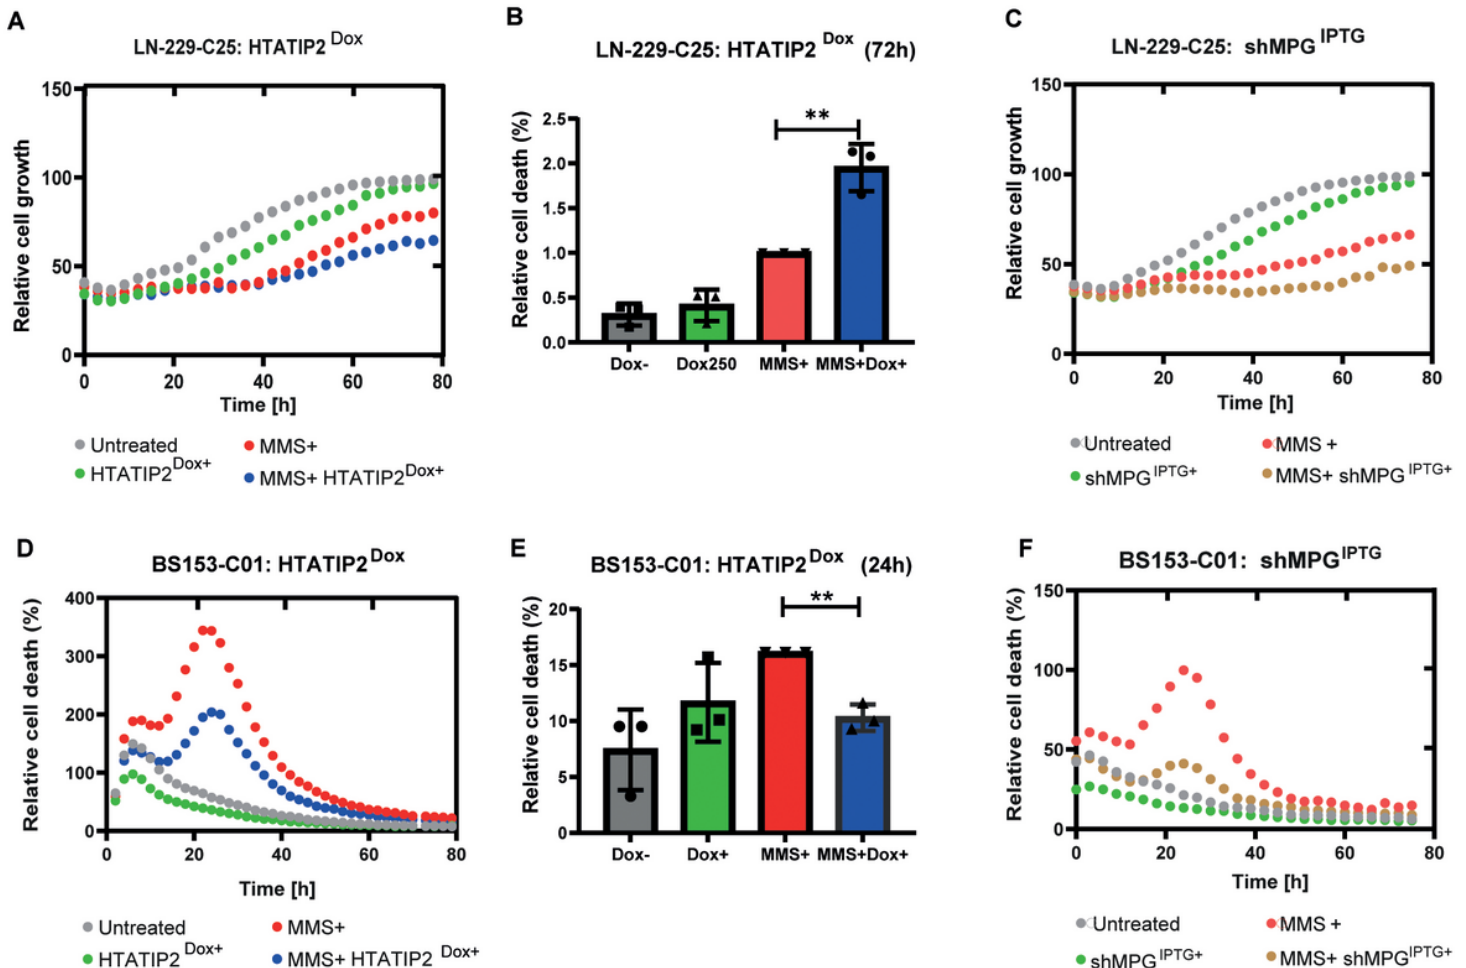 A
LN-229-C25: HTATIP2 Dox
Relative cell growth
150
100
50
0
0 20 40 60 80
Time [h]
Untreated
MMS+
HTATIP2 Dox+
MMS+ HTATIP2 Dox+
B
LN-229-C25: HTATIP2 Dox (72h)
Relative cell death (%)
2.5
2.0
1.5
1.0
0.5
0.0
**
Dox- Dox250 MMS+ MMS+Dox+
C
LN-229-C25: shMPG IPTG
Relative cell growth
150
100
50
0
0 20 40 60 80
Time [h]
Untreated
MMS +
shMPG IPTG+
MMS+ shMPG IPTG+
D
BS153-C01: HTATIP2 Dox
Relative cell death (%)
400
300
200
100
0
0 20 40 60 80
Time [h]
Untreated
MMS+
HTATIP2 Dox+
MMS+ HTATIP2 Dox+
E
BS153-C01: HTATIP2 Dox (24h)
Relative cell death (%)
20
15
10
5
0
**
Dox- Dox+ MMS+ MMS+Dox+
F
BS153-C01: shMPG IPTG
Relative cell death (%)
150
100
50
0
0 20 40 60 80
Time [h]
Untreated
MMS +
shMPG IPTG+
MMS+ shMPG IPTG+